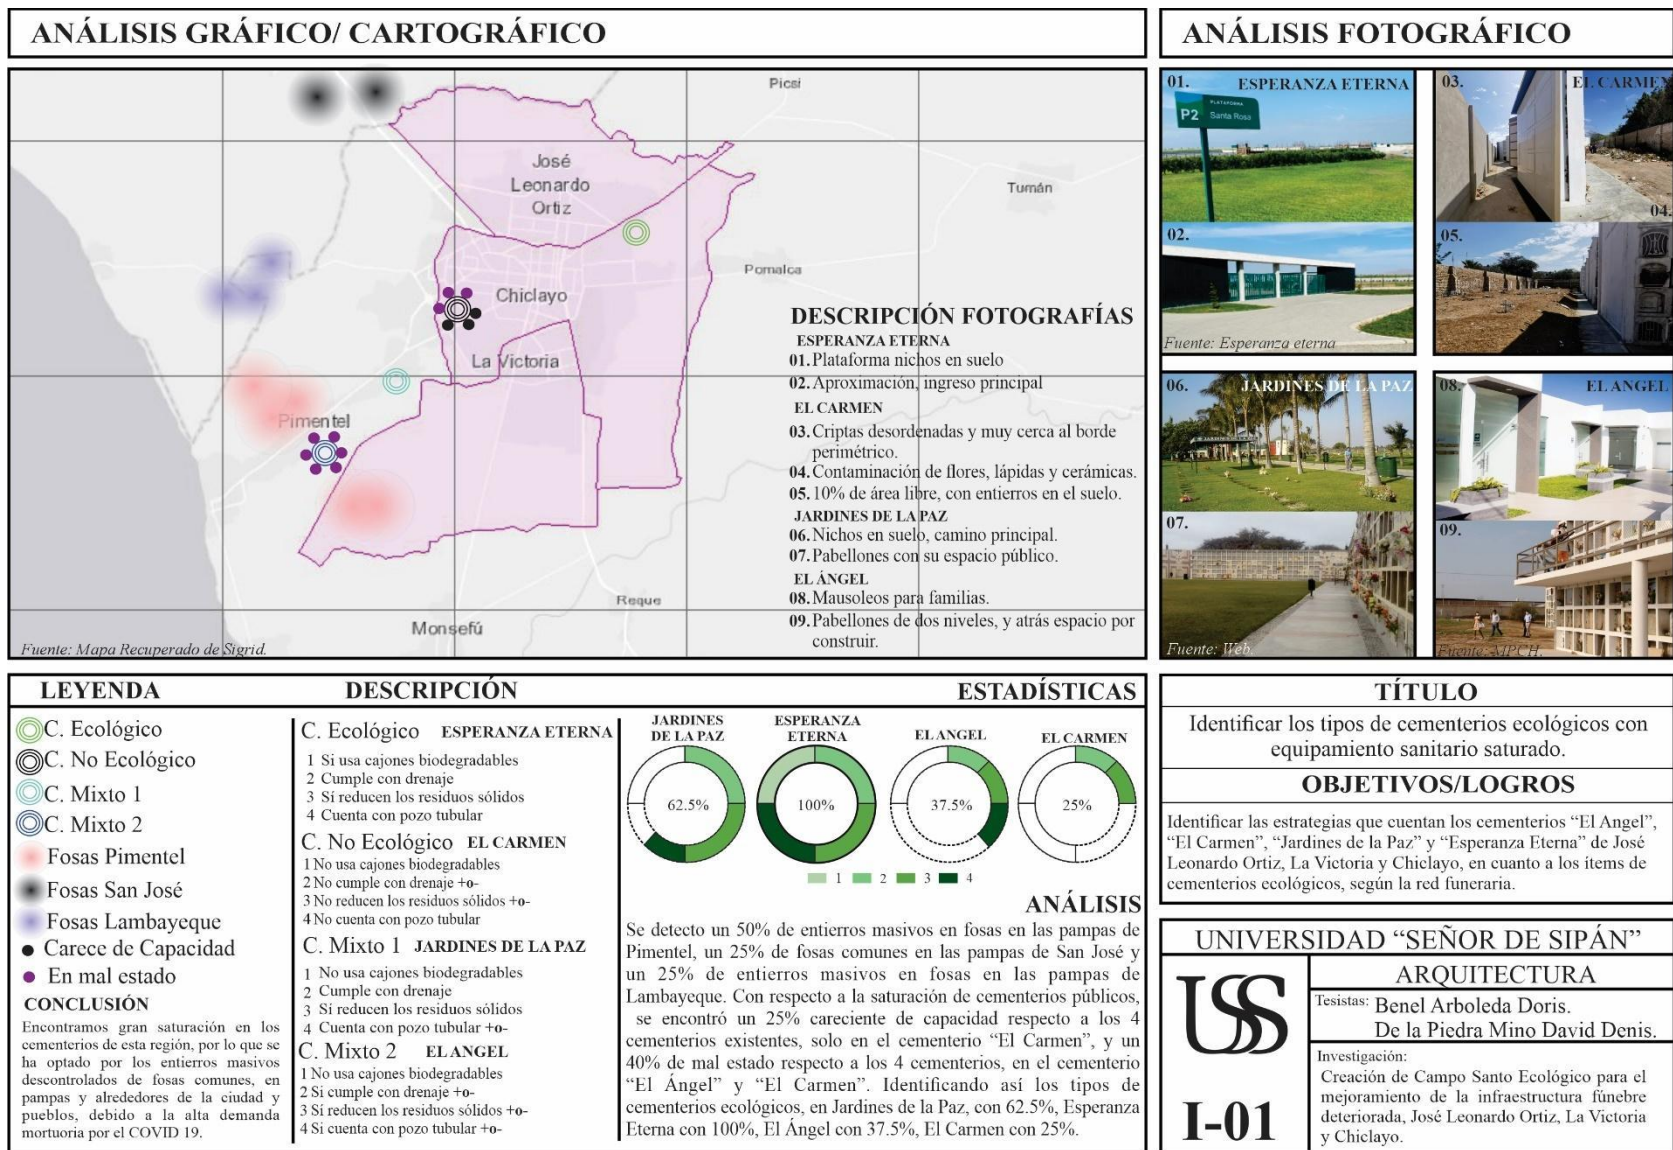 ANÁLISIS GRÁFICO/ CARTOGRÁFICO
Picsi
José
Leonardo
Ortiz
Tumán
Pomalca
Chiclayo
La Victoria
Pimentel
Reque
Monsefú
Fuente: Mapa Recuperado de Sigrid.
DESCRIPCIÓN FOTOGRAFÍAS
ESPERANZA ETERNA
01. Plataforma nichos en suelo
02. Aproximación, ingreso principal
EL CARMEN
03. Criptas desordenadas y muy cerca al borde
perimétrico.
04. Contaminación de flores, lápidas y cerámicas.
05. 10% de área libre, con entierros en el suelo.
JARDINES DE LA PAZ
06. Nichos en suelo, camino principal.
07. Pabellones con su espacio público.
EL ÁNGEL
08. Mausoleos para familias.
09. Pabellones de dos niveles, y atrás espacio por
construir.
ANÁLISIS FOTOGRÁFICO
01. ESPERANZA ETERNA
P2 PLATAFORMA
Santa Rosa
02.
Fuente: Esperanza eterna
03. EL CARMEN
04.
05.
06. JARDINES DE LA PAZ
07.
Fuente: Web.
08. EL ANGEL
09.
Fuente: MPCH.
LEYENDA
C. Ecológico
C. No Ecológico
C. Mixto 1
C. Mixto 2
Fosas Pimentel
Fosas San José
Fosas Lambayeque
Carece de Capacidad
En mal estado
CONCLUSIÓN
Encontramos gran saturación en los
cementerios de esta región, por lo que se
ha optado por los entierros masivos
descontrolados de fosas comunes, en
pampas y alrededores de la ciudad y
pueblos, debido a la alta demanda
mortuoria por el COVID 19.
DESCRIPCIÓN
C. Ecológico ESPERANZA ETERNA
1 Si usa cajones biodegradables
2 Cumple con drenaje
3 Sí reducen los residuos sólidos
4 Cuenta con pozo tubular
C. No Ecológico EL CARMEN
1 No usa cajones biodegradables
2 No cumple con drenaje +o-
3 No reducen los residuos sólidos +o-
4 No cuenta con pozo tubular
C. Mixto 1 JARDINES DE LA PAZ
1 No usa cajones biodegradables
2 Cumple con drenaje
3 Sí reducen los residuos sólidos
4 Cuenta con pozo tubular +o-
C. Mixto 2 EL ANGEL
1 No usa cajones biodegradables
2 Si cumple con drenaje +o-
3 Sí reducen los residuos sólidos +o-
4 Si cuenta con pozo tubular +o-
ESTADÍSTICAS
JARDINES
DE LA PAZ
62.5%
ESPERANZA
ETERNA
100%
EL ANGEL
37.5%
EL CARMEN
25%
1 2 3 4
ANÁLISIS
Se detecto un 50% de entierros masivos en fosas en las pampas de
Pimentel, un 25% de fosas comunes en las pampas de San José y
un 25% de entierros masivos en fosas en las pampas de
Lambayeque. Con respecto a la saturación de cementerios públicos,
se encontró un 25% careciente de capacidad respecto a los 4
cementerios existentes, solo en el cementerio “El Carmen”, y un
40% de mal estado respecto a los 4 cementerios, en el cementerio
“El Ángel” y “El Carmen”. Identificando así los tipos de
cementerios ecológicos, en Jardines de la Paz, con 62.5%, Esperanza
Eterna con 100%, El Ángel con 37.5%, El Carmen con 25%.
TÍTULO
Identificar los tipos de cementerios ecológicos con
equipamiento sanitario saturado.
OBJETIVOS/LOGROS
Identificar las estrategias que cuentan los cementerios “El Angel”,
“El Carmen”, “Jardines de la Paz” y “Esperanza Eterna” de José
Leonardo Ortiz, La Victoria y Chiclayo, en cuanto a los ítems de
cementerios ecológicos, según la red funeraria.
UNIVERSIDAD “SEÑOR DE SIPÁN”
USS
I-01
ARQUITECTURA
Tesistas: Benel Arboleda Doris.
De la Piedra Mino David Denis.
Investigación:
Creación de Campo Santo Ecológico para el
mejoramiento de la infraestructura fúnebre
deteriorada, José Leonardo Ortiz, La Victoria
y Chiclayo.